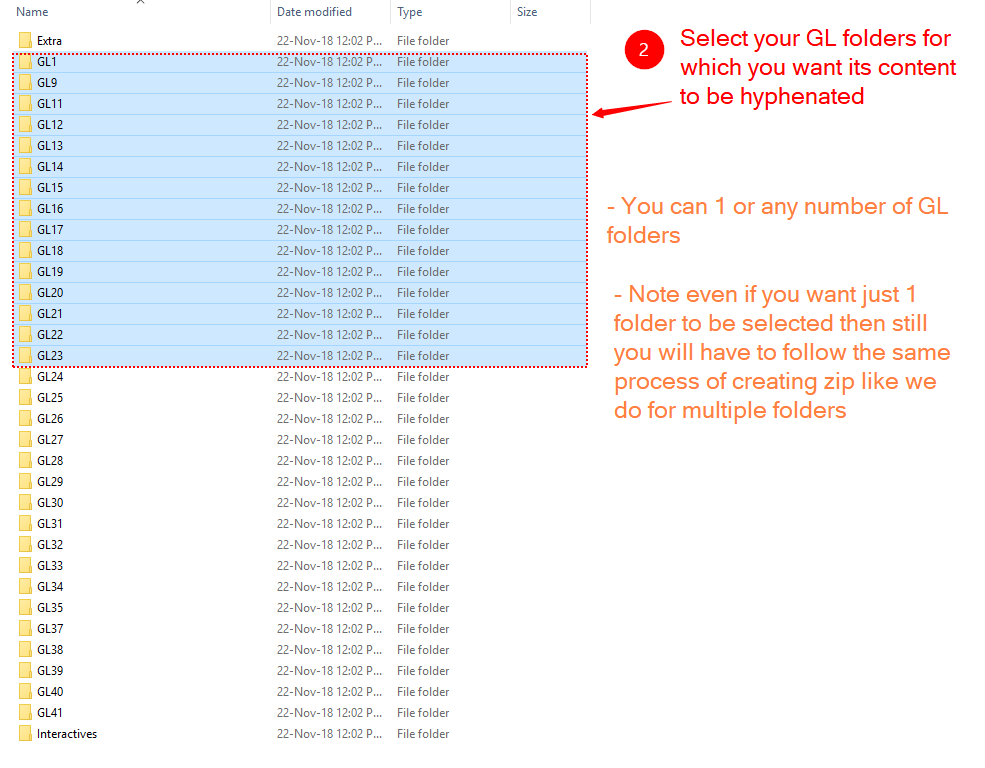 Name Date modified Type Size
Extra 22-Nov-18 12:02 P... File folder
GL1 22-Nov-18 12:02 P... File folder
GL9 22-Nov-18 12:02 P... File folder
GL11 22-Nov-18 12:02 P... File folder
GL12 22-Nov-18 12:02 P... File folder
GL13 22-Nov-18 12:02 P... File folder
GL14 22-Nov-18 12:02 P... File folder
GL15 22-Nov-18 12:02 P... File folder
GL16 22-Nov-18 12:02 P... File folder
GL17 22-Nov-18 12:02 P... File folder
GL18 22-Nov-18 12:02 P... File folder
GL19 22-Nov-18 12:02 P... File folder
GL20 22-Nov-18 12:02 P... File folder
GL21 22-Nov-18 12:02 P... File folder
GL22 22-Nov-18 12:02 P... File folder
GL23 22-Nov-18 12:02 P... File folder
GL24 22-Nov-18 12:02 P... File folder
GL25 22-Nov-18 12:02 P... File folder
GL26 22-Nov-18 12:02 P... File folder
GL27 22-Nov-18 12:02 P... File folder
GL28 22-Nov-18 12:02 P... File folder
GL29 22-Nov-18 12:02 P... File folder
GL30 22-Nov-18 12:02 P... File folder
GL31 22-Nov-18 12:02 P... File folder
GL32 22-Nov-18 12:02 P... File folder
GL33 22-Nov-18 12:02 P... File folder
GL34 22-Nov-18 12:02 P... File folder
GL35 22-Nov-18 12:02 P... File folder
GL37 22-Nov-18 12:02 P... File folder
GL38 22-Nov-18 12:02 P... File folder
GL39 22-Nov-18 12:02 P... File folder
GL40 22-Nov-18 12:02 P... File folder
GL41 22-Nov-18 12:02 P... File folder
Interactives 22-Nov-18 12:02 P... File folder
2
Select your GL folders for
which you want its content
to be hyphenated
- You can 1 or any number of GL
folders
- Note even if you want just 1
folder to be selected then still
you will have to follow the same
process of creating zip like we
do for multiple folders